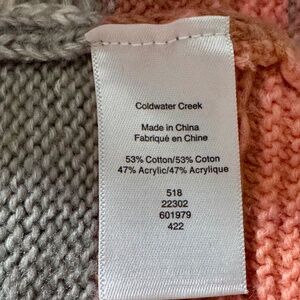 Coldwater Creek
Made in China
Fabriqué en Chine
53% Cotton/53% Coton
47% Acrylic/47% Acrylique
518
22302
601979
422